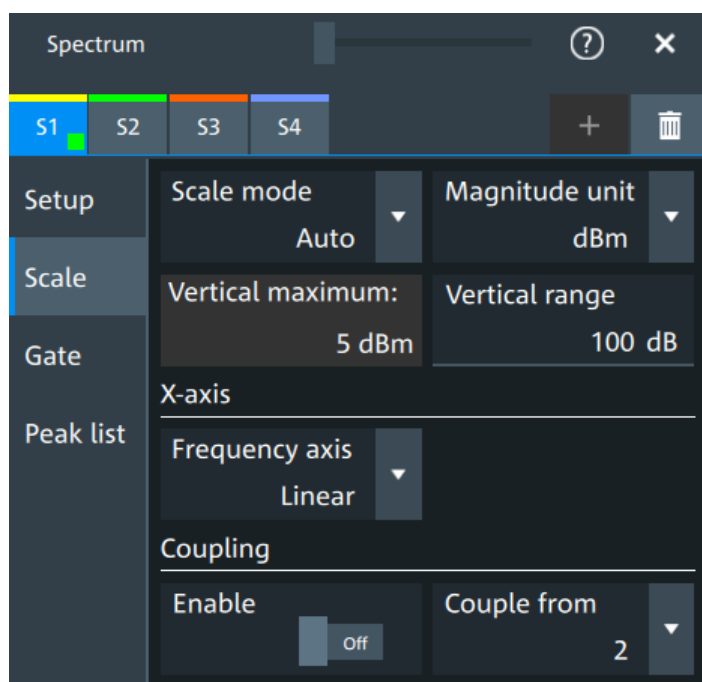 Spectrum
?
S1 S2 S3 S4 +
Setup
Scale
Gate
Peak list
Scale mode
Auto
Magnitude unit
dBm
Vertical maximum:
5 dBm
Vertical range
100 dB
X-axis
Frequency axis
Linear
Coupling
Enable
Off
Couple from
2